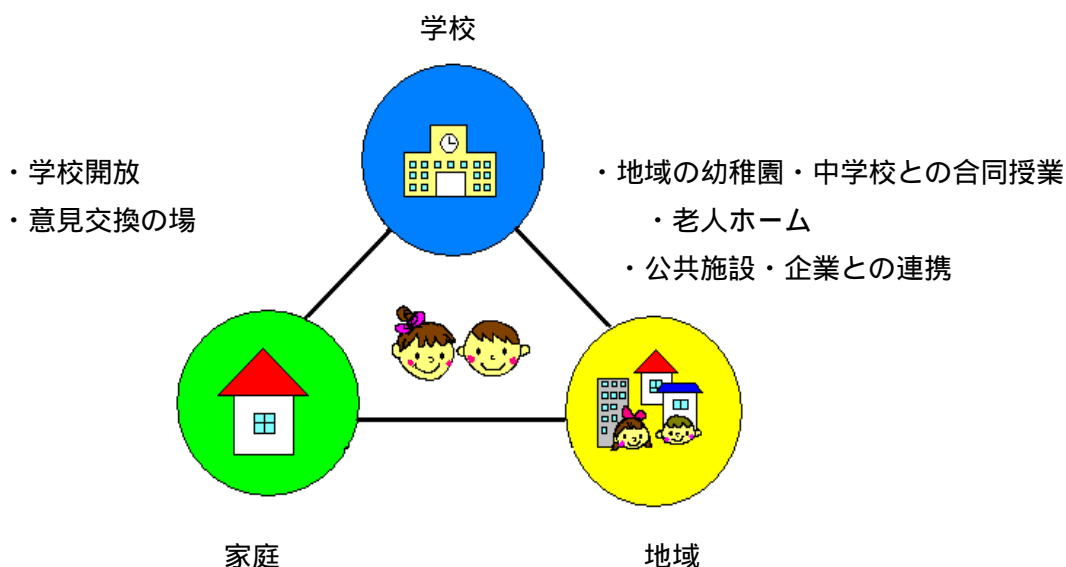 学校
・学校開放
・意見交換の場
・地域の幼稚園・中学校との合同授業
・老人ホーム
・公共施設・企業との連携
家庭
地域